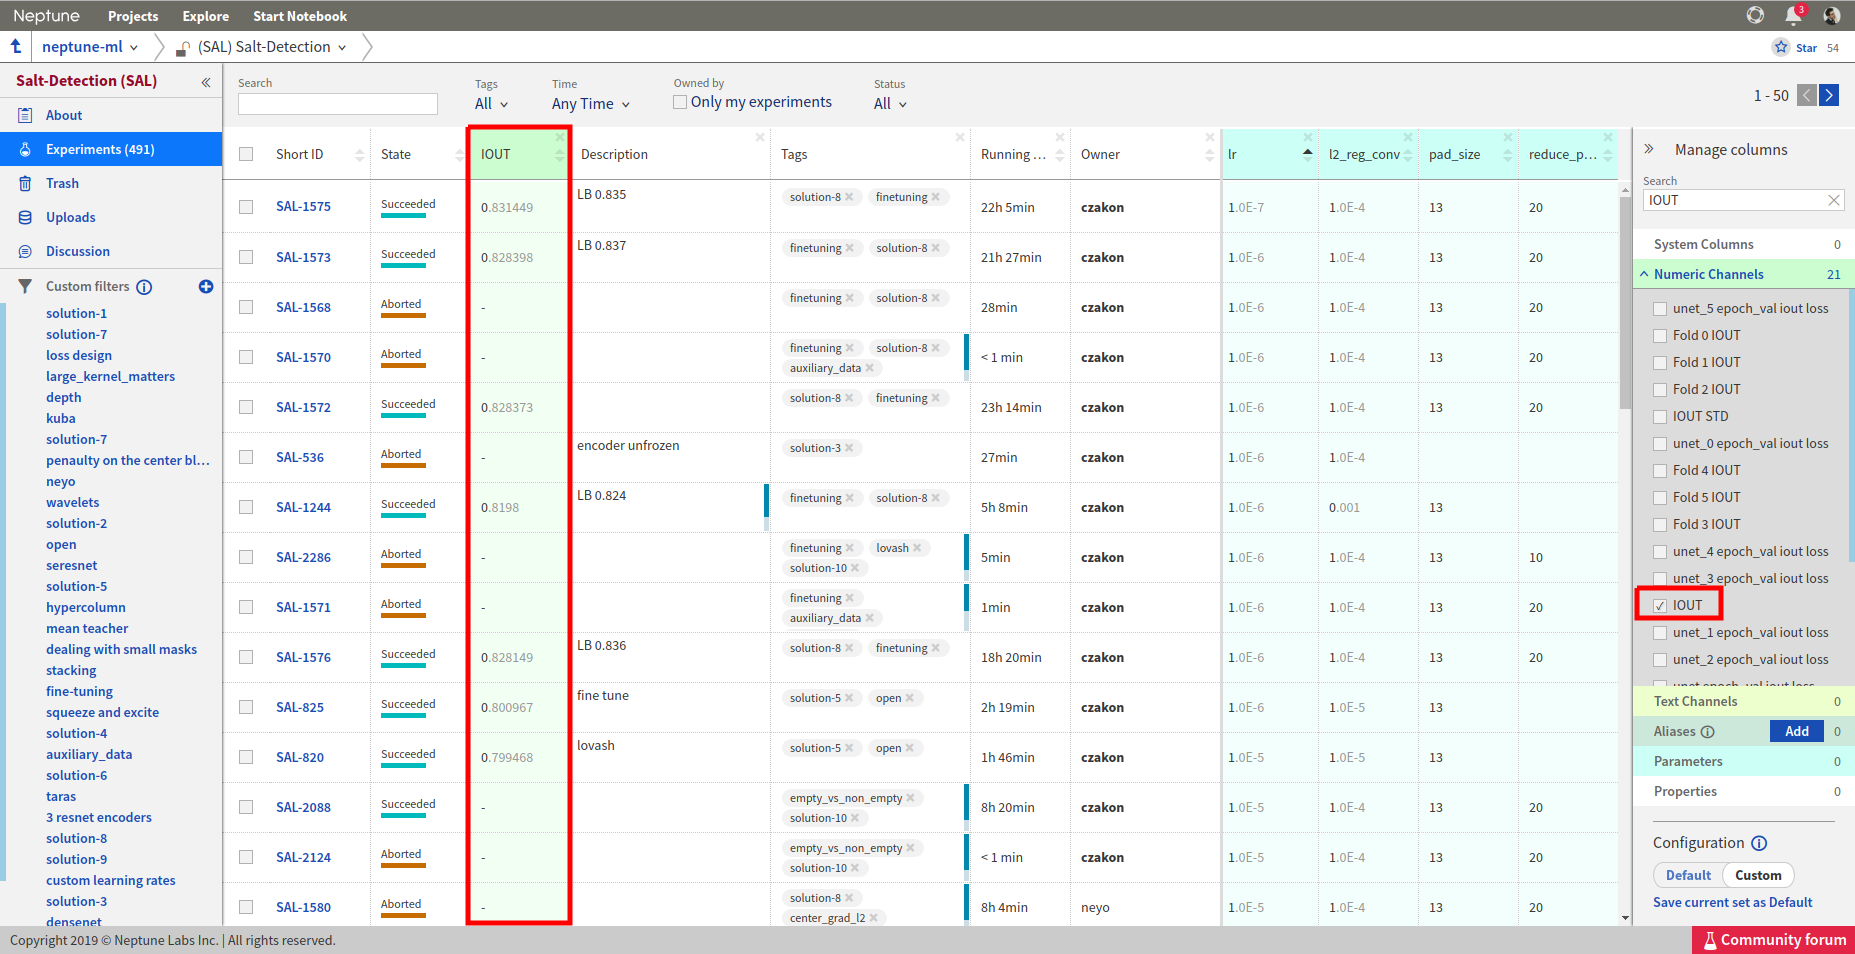 Neptune Projects Explore Start Notebook 3
neptune-ml (SAL) Salt-Detection Star 54
Salt-Detection (SAL) «
About
Experiments (491)
Trash
Uploads
Discussion
Custom filters
solution-1
solution-7
loss design
large_kernel_matters
depth
kuba
solution-7
penaulty on the center bl...
neyo
wavelets
solution-2
open
seresnet
solution-5
hypercolumn
mean teacher
dealing with small masks
stacking
fine-tuning
squeeze and excite
solution-4
auxiliary_data
solution-6
taras
3 resnet encoders
solution-8
solution-9
custom learning rates
solution-3
densenet
Search Tags Time Owned by Status
All Any Time Only my experiments All 1 - 50
Short ID State IOUT Description Tags Running ... Owner lr l2_reg_conv pad_size reduce_p...
SAL-1575 Succeeded 0.831449 LB 0.835 solution-8 finetuning 22h 5min czakon 1.0E-7 1.0E-4 13 20
SAL-1573 Succeeded 0.828398 LB 0.837 finetuning solution-8 21h 27min czakon 1.0E-6 1.0E-4 13 20
SAL-1568 Aborted - finetuning solution-8 28min czakon 1.0E-6 1.0E-4 13 20
SAL-1570 Aborted - finetuning solution-8 auxiliary_data < 1 min czakon 1.0E-6 1.0E-4 13 20
SAL-1572 Succeeded 0.828373 solution-8 finetuning 23h 14min czakon 1.0E-6 1.0E-4 13 20
SAL-536 Aborted - encoder unfrozen solution-3 27min czakon 1.0E-6 1.0E-4
SAL-1244 Succeeded 0.8198 LB 0.824 finetuning solution-8 5h 8min czakon 1.0E-6 0.001 13
SAL-2286 Aborted - finetuning lovash solution-10 5min czakon 1.0E-6 1.0E-4 13 10
SAL-1571 Aborted - finetuning auxiliary_data 1min czakon 1.0E-6 1.0E-4 13 20
SAL-1576 Succeeded 0.828149 LB 0.836 solution-8 finetuning 18h 20min czakon 1.0E-6 1.0E-4 13 20
SAL-825 Succeeded 0.800967 fine tune solution-5 open 2h 19min czakon 1.0E-6 1.0E-5 13
SAL-820 Succeeded 0.799468 lovash solution-5 open 1h 46min czakon 1.0E-5 1.0E-5 13
SAL-2088 Succeeded - empty_vs_non_empty solution-10 8h 20min czakon 1.0E-5 1.0E-4 13 20
SAL-2124 Aborted - empty_vs_non_empty solution-10 < 1 min czakon 1.0E-5 1.0E-4 13 20
SAL-1580 Aborted - solution-8 center_grad_l2 8h 4min neyo 1.0E-5 1.0E-4 13 20
» Manage columns
Search
IOUT
System Columns 0
Numeric Channels 21
unet_5 epoch_val iout loss
Fold 0 IOUT
Fold 1 IOUT
Fold 2 IOUT
IOUT STD
unet_0 epoch_val iout loss
Fold 4 IOUT
Fold 5 IOUT
Fold 3 IOUT
unet_4 epoch_val iout loss
unet_3 epoch_val iout loss
IOUT
unet_1 epoch_val iout loss
unet_2 epoch_val iout loss
unet epoch_val iout loss
Text Channels 0
Aliases Add 0
Parameters 0
Properties 0
Configuration
Default Custom
Save current set as Default
Copyright 2019 © Neptune Labs Inc. | All rights reserved.
Community forum